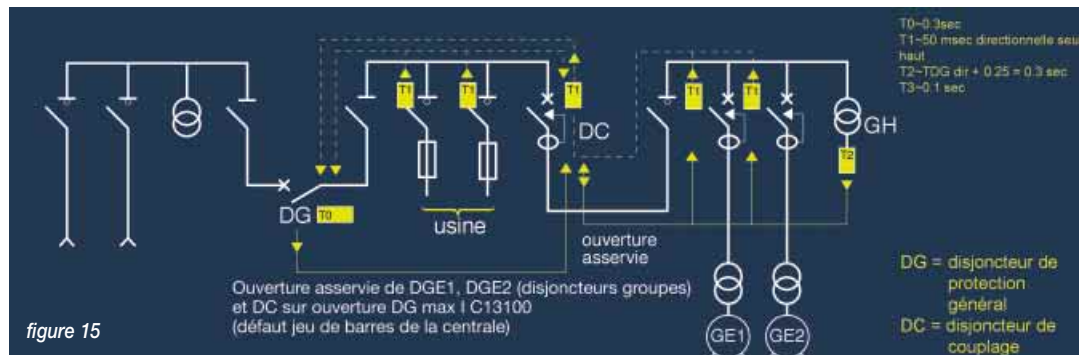 T0~0.3sec
T1~50 msec directionnelle seu
haut
T2~TDG dir + 0.25 = 0.3 sec
T3~0.1 sec
T1
T1
T1
T1
T1
DC
GH
T2
DG
T0
usine
ouverture
asservie
Ouverture asservie de DGE1, DGE2 (disjoncteurs groupes)
et DC sur ouverture DG max I C13100
(défaut jeu de barres de la centrale)
DG = disjoncteur de
protection
général
DC = disjoncteur de
couplage
figure 15
GE1
GE2